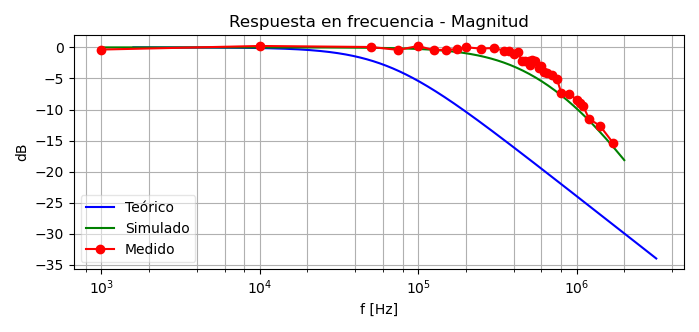 Respuesta en frecuencia - Magnitud
dB
0
−5
−10
−15
−20
−25
−30
−35
Teórico
Simulado
Medido
10³ 10⁴ 10⁵ 10⁶
f [Hz]